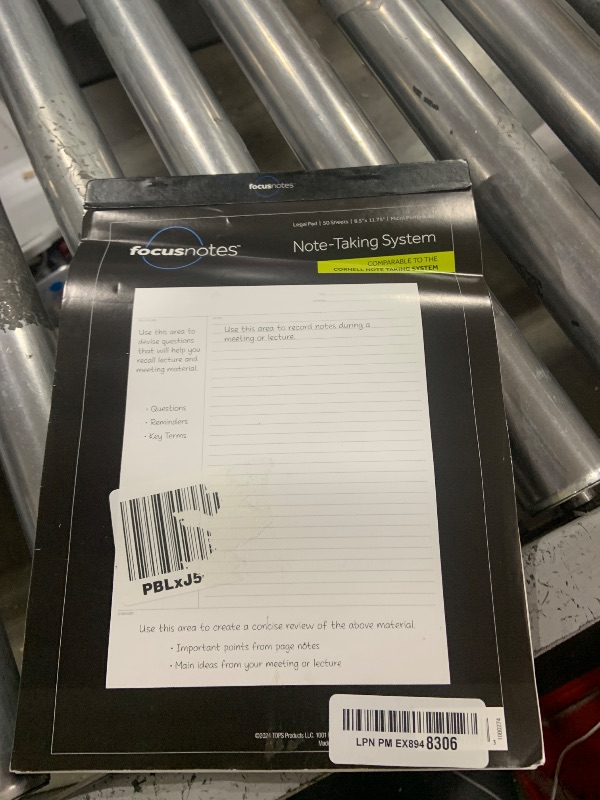 focusnotes
Legal Pad | 50 Sheets | 8.5" x 11.75" |
focusnotes™
Note-Taking System
COMPARABLE TO THE
CORNELL NOTE TAKING SYSTEM
Use this area to
devise questions
that will help you
recall lecture and
meeting material.
Use this area to record notes during a
meeting or lecture.
• Questions
• Reminders
• Key Terms
PBLxJ5
Use this area to create a concise review of the above material.
• Important points from page notes
• Main ideas from your meeting or lecture
©2024 TOPS Products LLC. 1001
Made
LPN PM EX894 8306